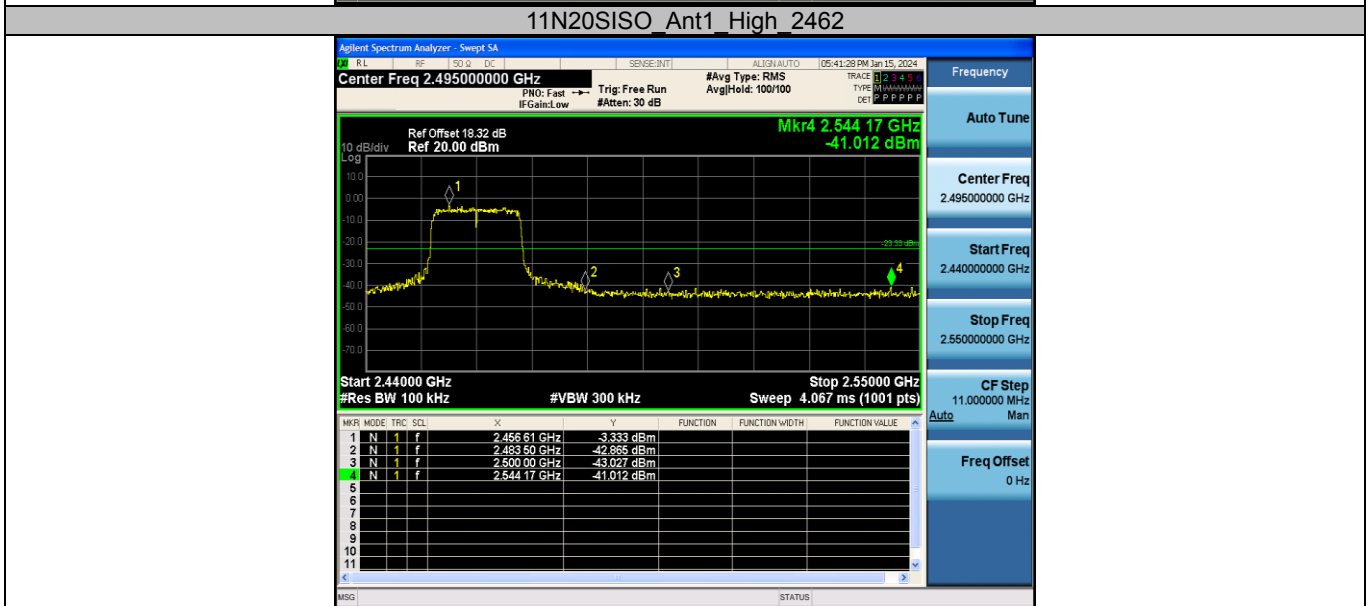 11N20SISO_Ant1_High_2462
Agilent Spectrum Analyzer - Swept SA
RL RF 50 Ω DC SENSE:INT ALIGN AUTO 05:41:28 PM Jan 15, 2024
Center Freq 2.495000000 GHz #Avg Type: RMS TRACE 1 2 3 4 5 6
PNO: Fast Trig: Free Run Avg|Hold: 100/100 TYPE M
IFGain:Low #Atten: 30 dB DET P P P P P P
Frequency
Mkr4 2.544 17 GHz
-41.012 dBm
Ref Offset 18.32 dB
10 dB/div Ref 20.00 dBm
Log
10.0
0.00
-10.0
-20.0
-30.0
-40.0
-50.0
-60.0
-70.0
1
2
3
4
-23.33 dBm
Start 2.44000 GHz Stop 2.55000 GHz
#Res BW 100 kHz #VBW 300 kHz Sweep 4.067 ms (1001 pts)
MKR MODE TRC SCL X Y FUNCTION FUNCTION WIDTH FUNCTION VALUE
1 N 1 f 2.456 61 GHz -3.333 dBm
2 N 1 f 2.483 50 GHz -42.865 dBm
3 N 1 f 2.500 00 GHz -43.027 dBm
4 N 1 f 2.544 17 GHz -41.012 dBm
5
6
7
8
9
10
11
MSG STATUS
Auto Tune
Center Freq
2.495000000 GHz
Start Freq
2.440000000 GHz
Stop Freq
2.550000000 GHz
CF Step
11.000000 MHz
Auto Man
Freq Offset
0 Hz